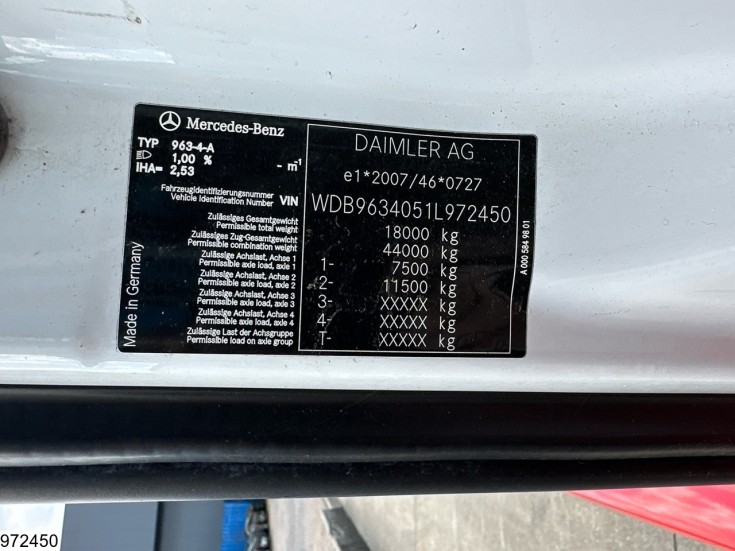 Mercedes-Benz
TYP 963-4-A
1,00 % - m-1
IHA= 2,53
Fahrzeugidentifizierungsnummer
Vehicle Identification Number VIN
Zulässiges Gesamtgewicht
Permissible total weight
Zulässiges Zug-Gesamtgewicht
Permissible combination weight
Zulässige Achslast, Achse 1
Permissible axle load, axle 1
Zulässige Achslast, Achse 2
Permissible axle load, axle 2
Zulässige Achslast, Achse 3
Permissible axle load, axle 3
Zulässige Achslast, Achse 4
Permissible axle load, axle 4
Zulässige Last der Achsgruppe
Permissible load on axle group
Made in Germany
DAIMLER AG
e1*2007/46*0727
WDB9634051L972450
18000 kg
44000 kg
1- 7500 kg
2- 11500 kg
3- XXXXX kg
4- XXXXX kg
T- XXXXX kg
A 000 584 98 01
972450